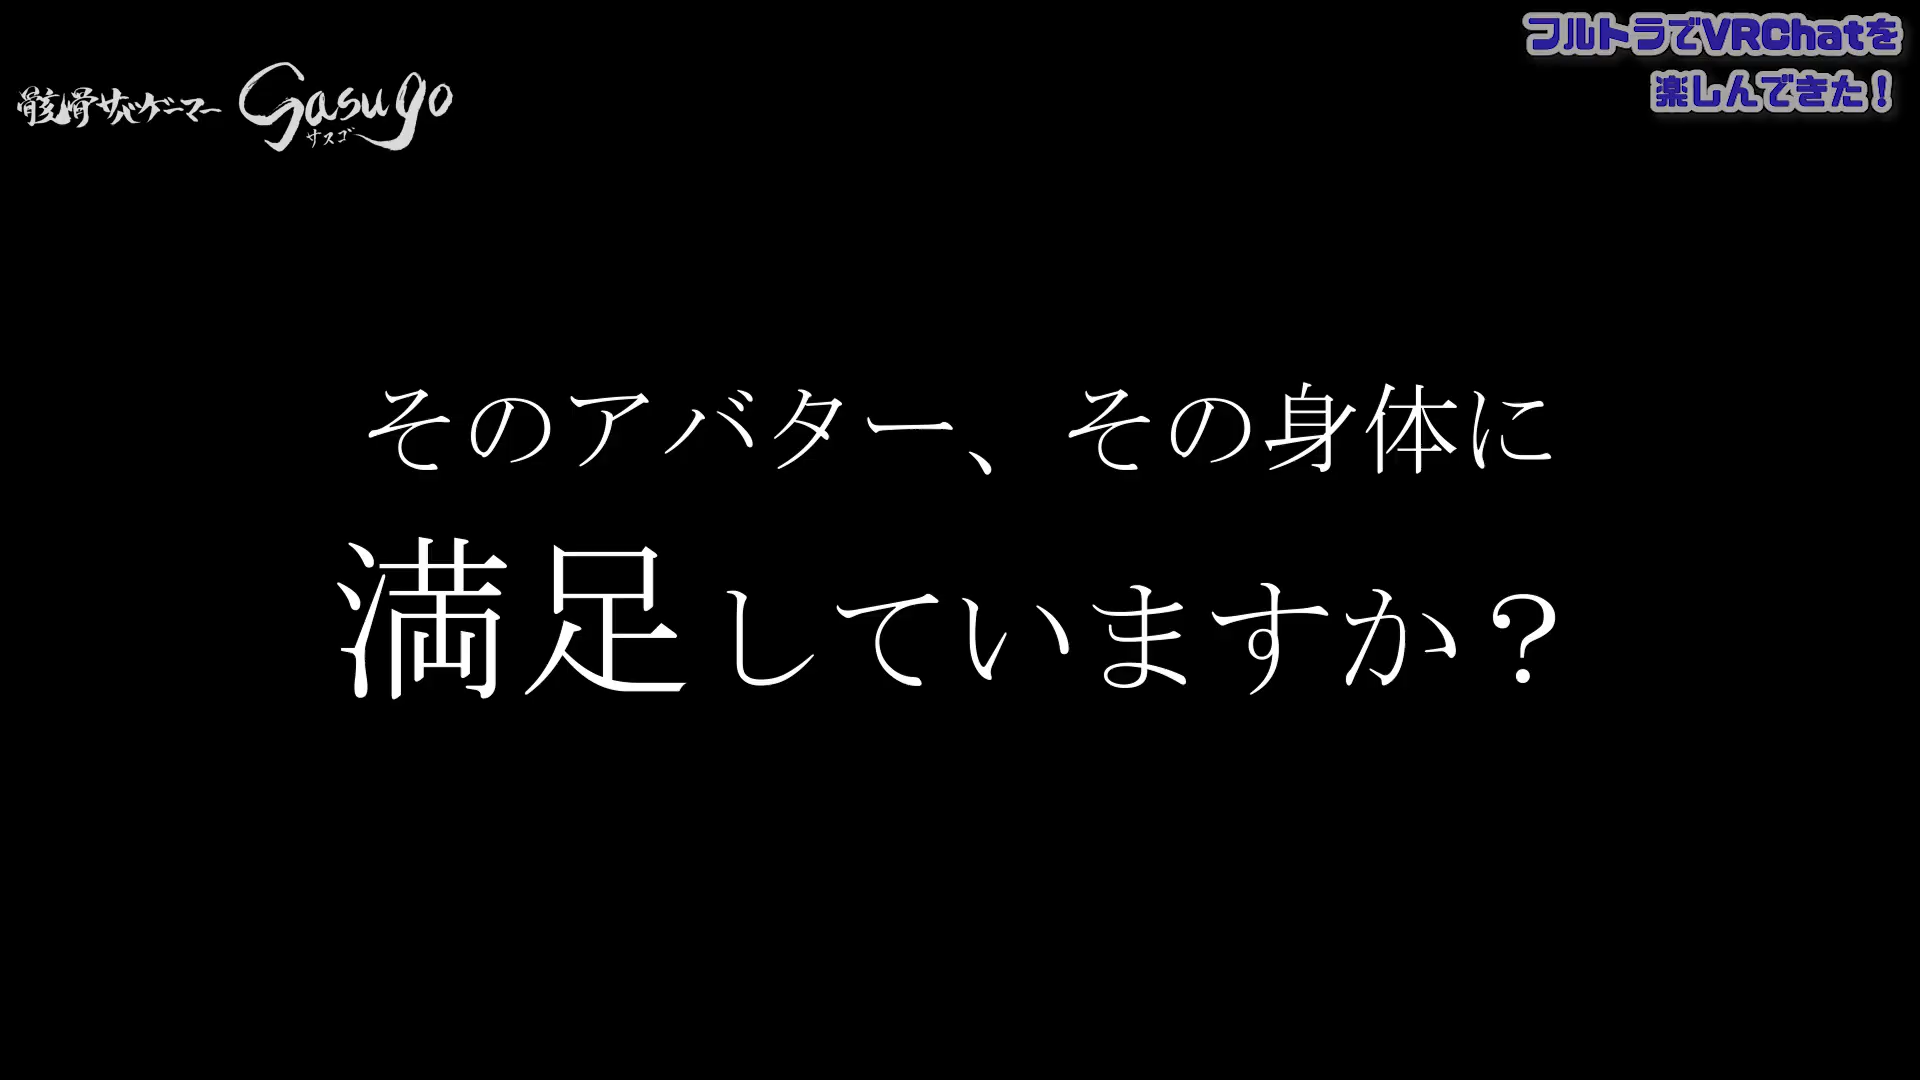 骸骨サバゲーマー Sasugo
サスゴー
フルトラでVRChatを
楽しんできた！
そのアバター、その身体に
満足していますか？